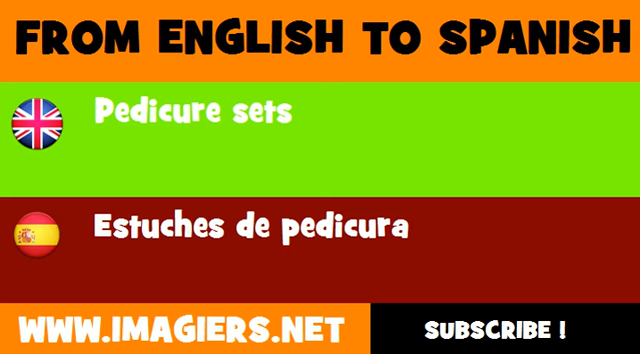 FROM ENGLISH TO SPANISH
Pedicure sets
Estuches de pedicura
WWW.IMAGIERS.NET
SUBSCRIBE !